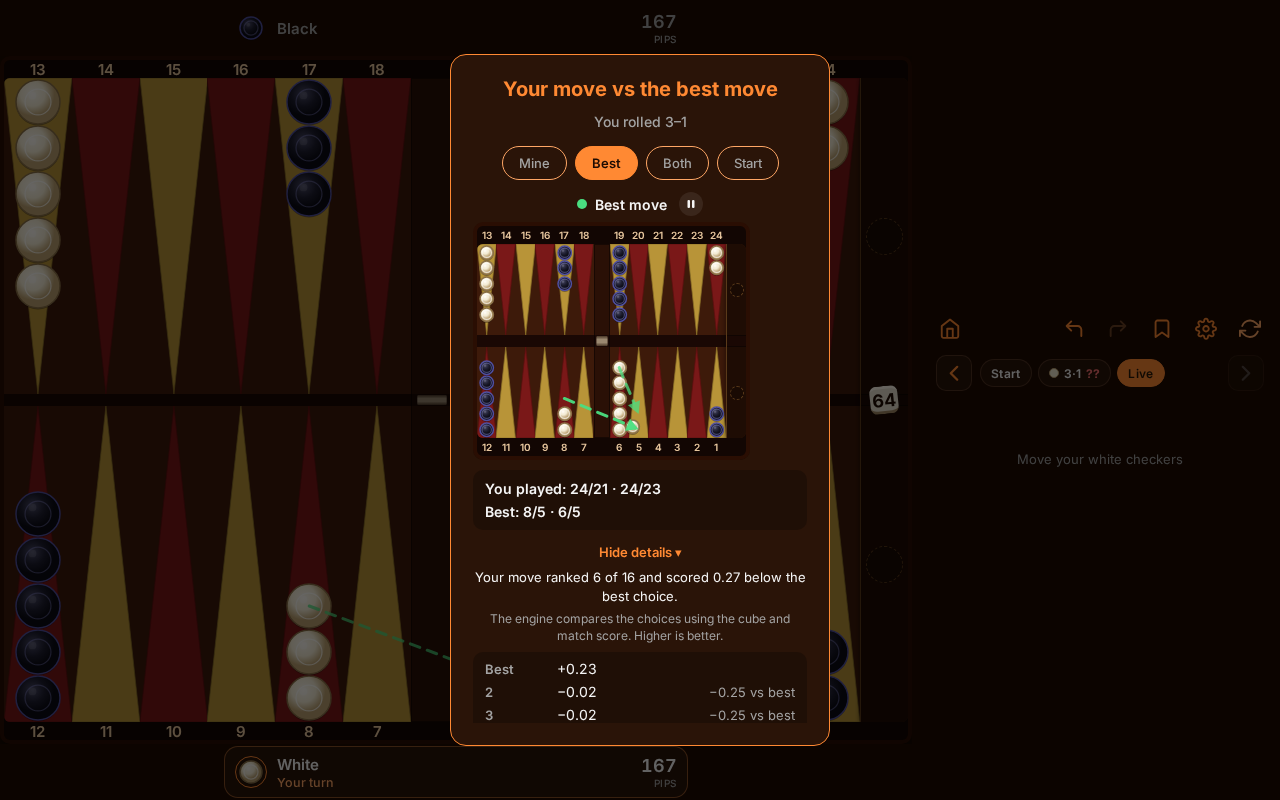 Black
167
PIPS
13 14 15 16 17 18
4
Your move vs the best move
You rolled 3–1
Mine Best Both Start
Best move
13 14 15 16 17 18 19 20 21 22 23 24
12 11 10 9 8 7 6 5 4 3 2 1
You played: 24/21 · 24/23
Best: 8/5 · 6/5
Hide details ▾
Your move ranked 6 of 16 and scored 0.27 below the
best choice.
The engine compares the choices using the cube and
match score. Higher is better.
Best +0.23
2 −0.02 −0.25 vs best
3 −0.02 −0.25 vs best
64
Start 3·1 ?? Live
Move your white checkers
12 11 10 9 8 7
White
Your turn
167
PIPS